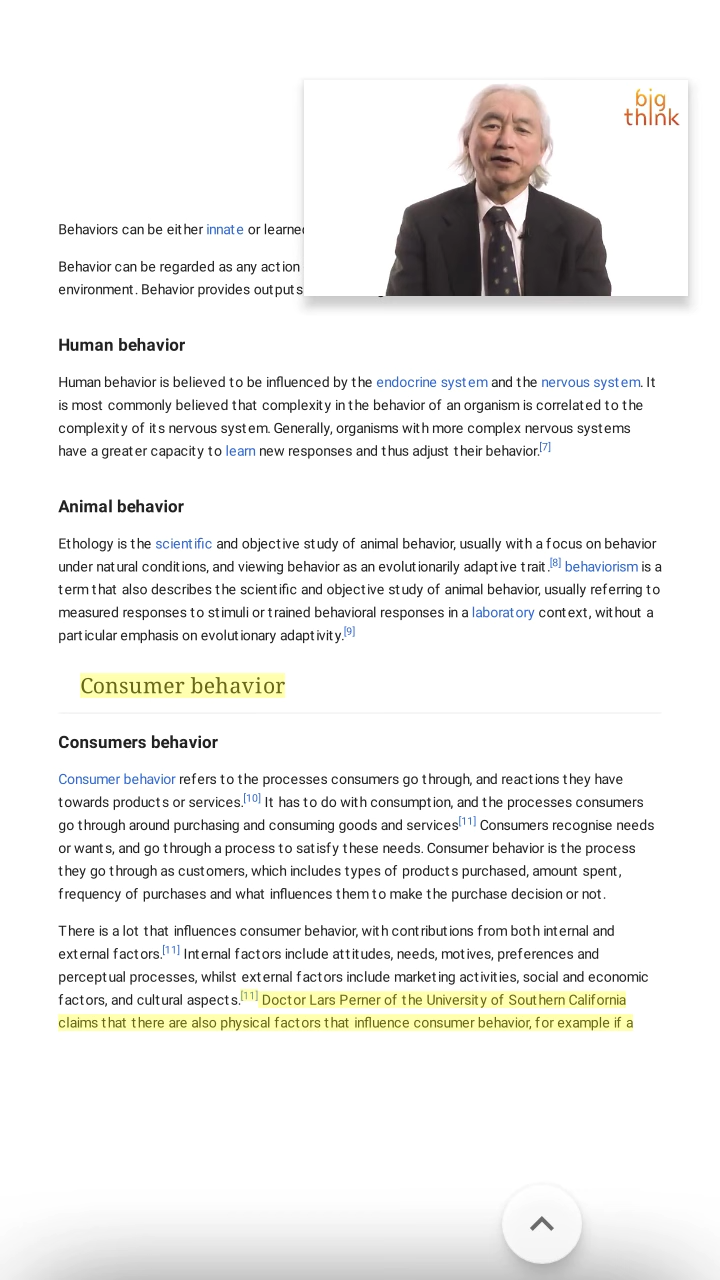 big
think
Behaviors can be either innate or learned
Behavior can be regarded as any action
environment. Behavior provides outputs
Human behavior
Human behavior is believed to be influenced by the endocrine system and the nervous system. It
is most commonly believed that complexity in the behavior of an organism is correlated to the
complexity of its nervous system. Generally, organisms with more complex nervous systems
have a greater capacity to learn new responses and thus adjust their behavior.[7]
Animal behavior
Ethology is the scientific and objective study of animal behavior, usually with a focus on behavior
under natural conditions, and viewing behavior as an evolutionarily adaptive trait.[8] behaviorism is a
term that also describes the scientific and objective study of animal behavior, usually referring to
measured responses to stimuli or trained behavioral responses in a laboratory context, without a
particular emphasis on evolutionary adaptivity.[9]
Consumer behavior
Consumers behavior
Consumer behavior refers to the processes consumers go through, and reactions they have
towards products or services.[10] It has to do with consumption, and the processes consumers
go through around purchasing and consuming goods and services[11] Consumers recognise needs
or wants, and go through a process to satisfy these needs. Consumer behavior is the process
they go through as customers, which includes types of products purchased, amount spent,
frequency of purchases and what influences them to make the purchase decision or not.
There is a lot that influences consumer behavior, with contributions from both internal and
external factors.[11] Internal factors include attitudes, needs, motives, preferences and
perceptual processes, whilst external factors include marketing activities, social and economic
factors, and cultural aspects.[11] Doctor Lars Perner of the University of Southern California
claims that there are also physical factors that influence consumer behavior, for example if a